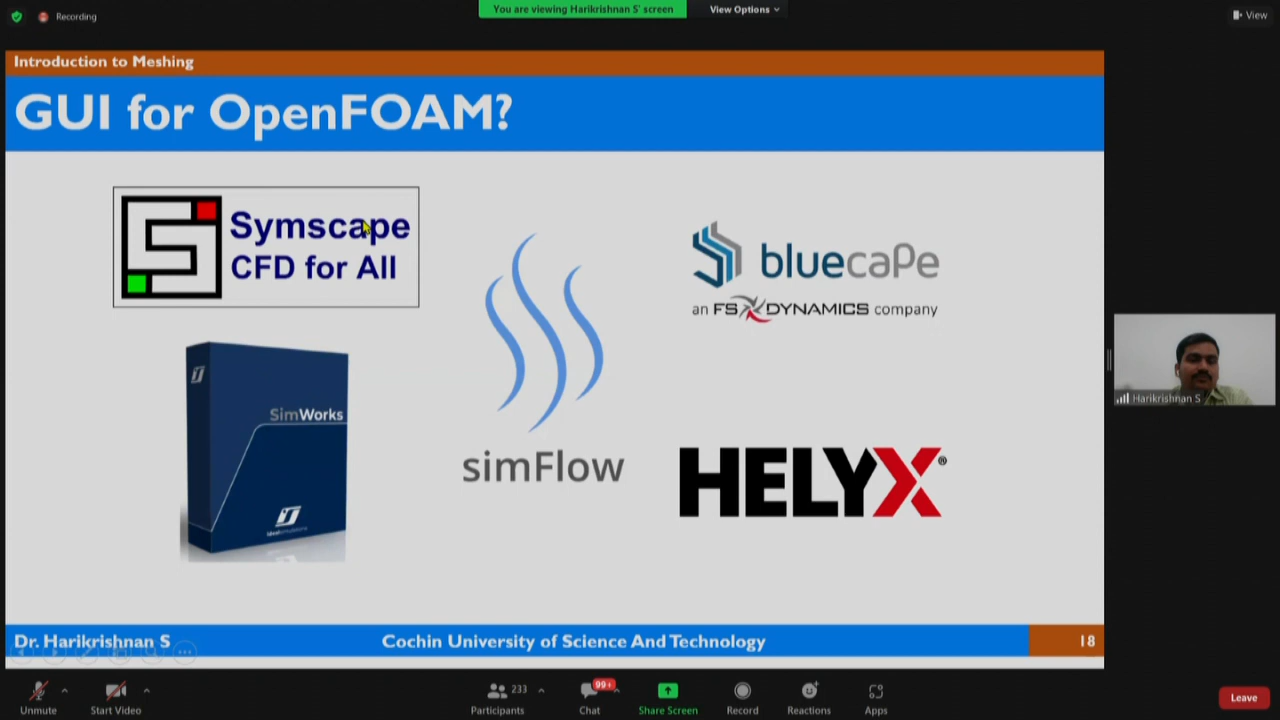 Recording
You are viewing Harikrishnan S' screen
View Options
View
Introduction to Meshing
GUI for OpenFOAM?
Symscape
CFD for All
bluecaPe
an FS DYNAMICS company
SimWorks
simFlow
HELYX®
Harikrishnan S
Dr. Harikrishnan S
Cochin University of Science And Technology
18
Unmute
Start Video
233
Participants
99+
Chat
Share Screen
Record
Reactions
Apps
Leave